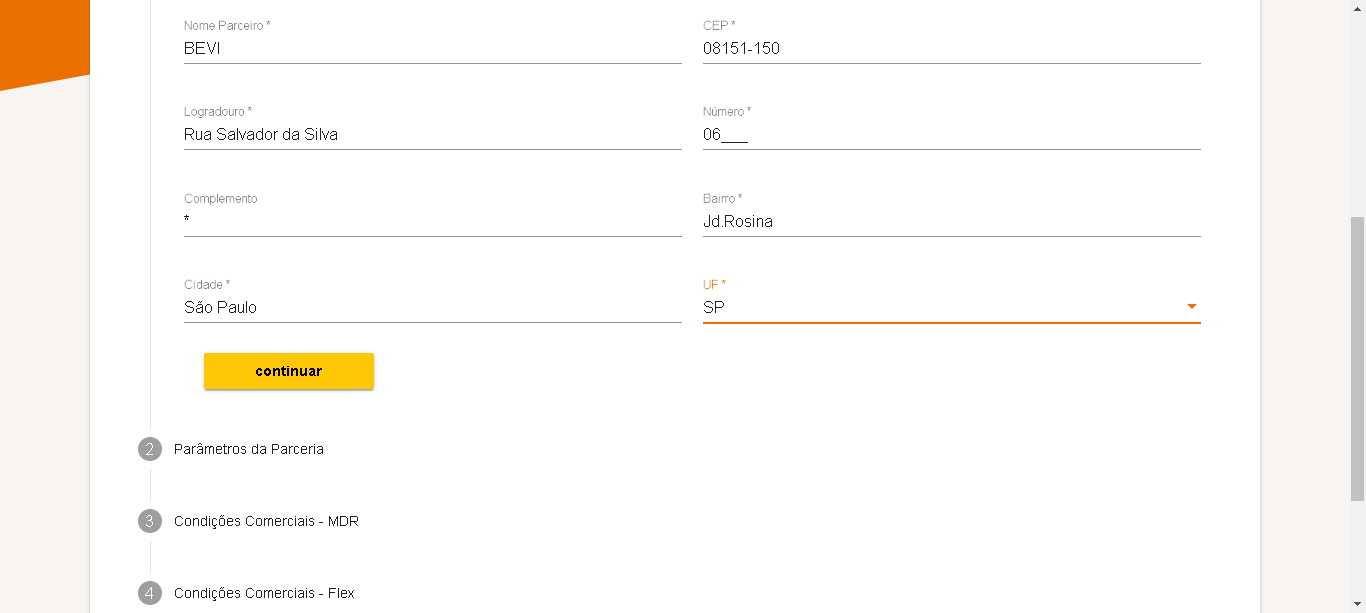 Nome Parceiro * CEP *
BEVI 08151-150
Logradouro * Número *
Rua Salvador da Silva 06___
Complemento Bairro *
* Jd.Rosina
Cidade * UF *
São Paulo SP
continuar
2 Parâmetros da Parceria
3 Condições Comerciais - MDR
4 Condições Comerciais - Flex